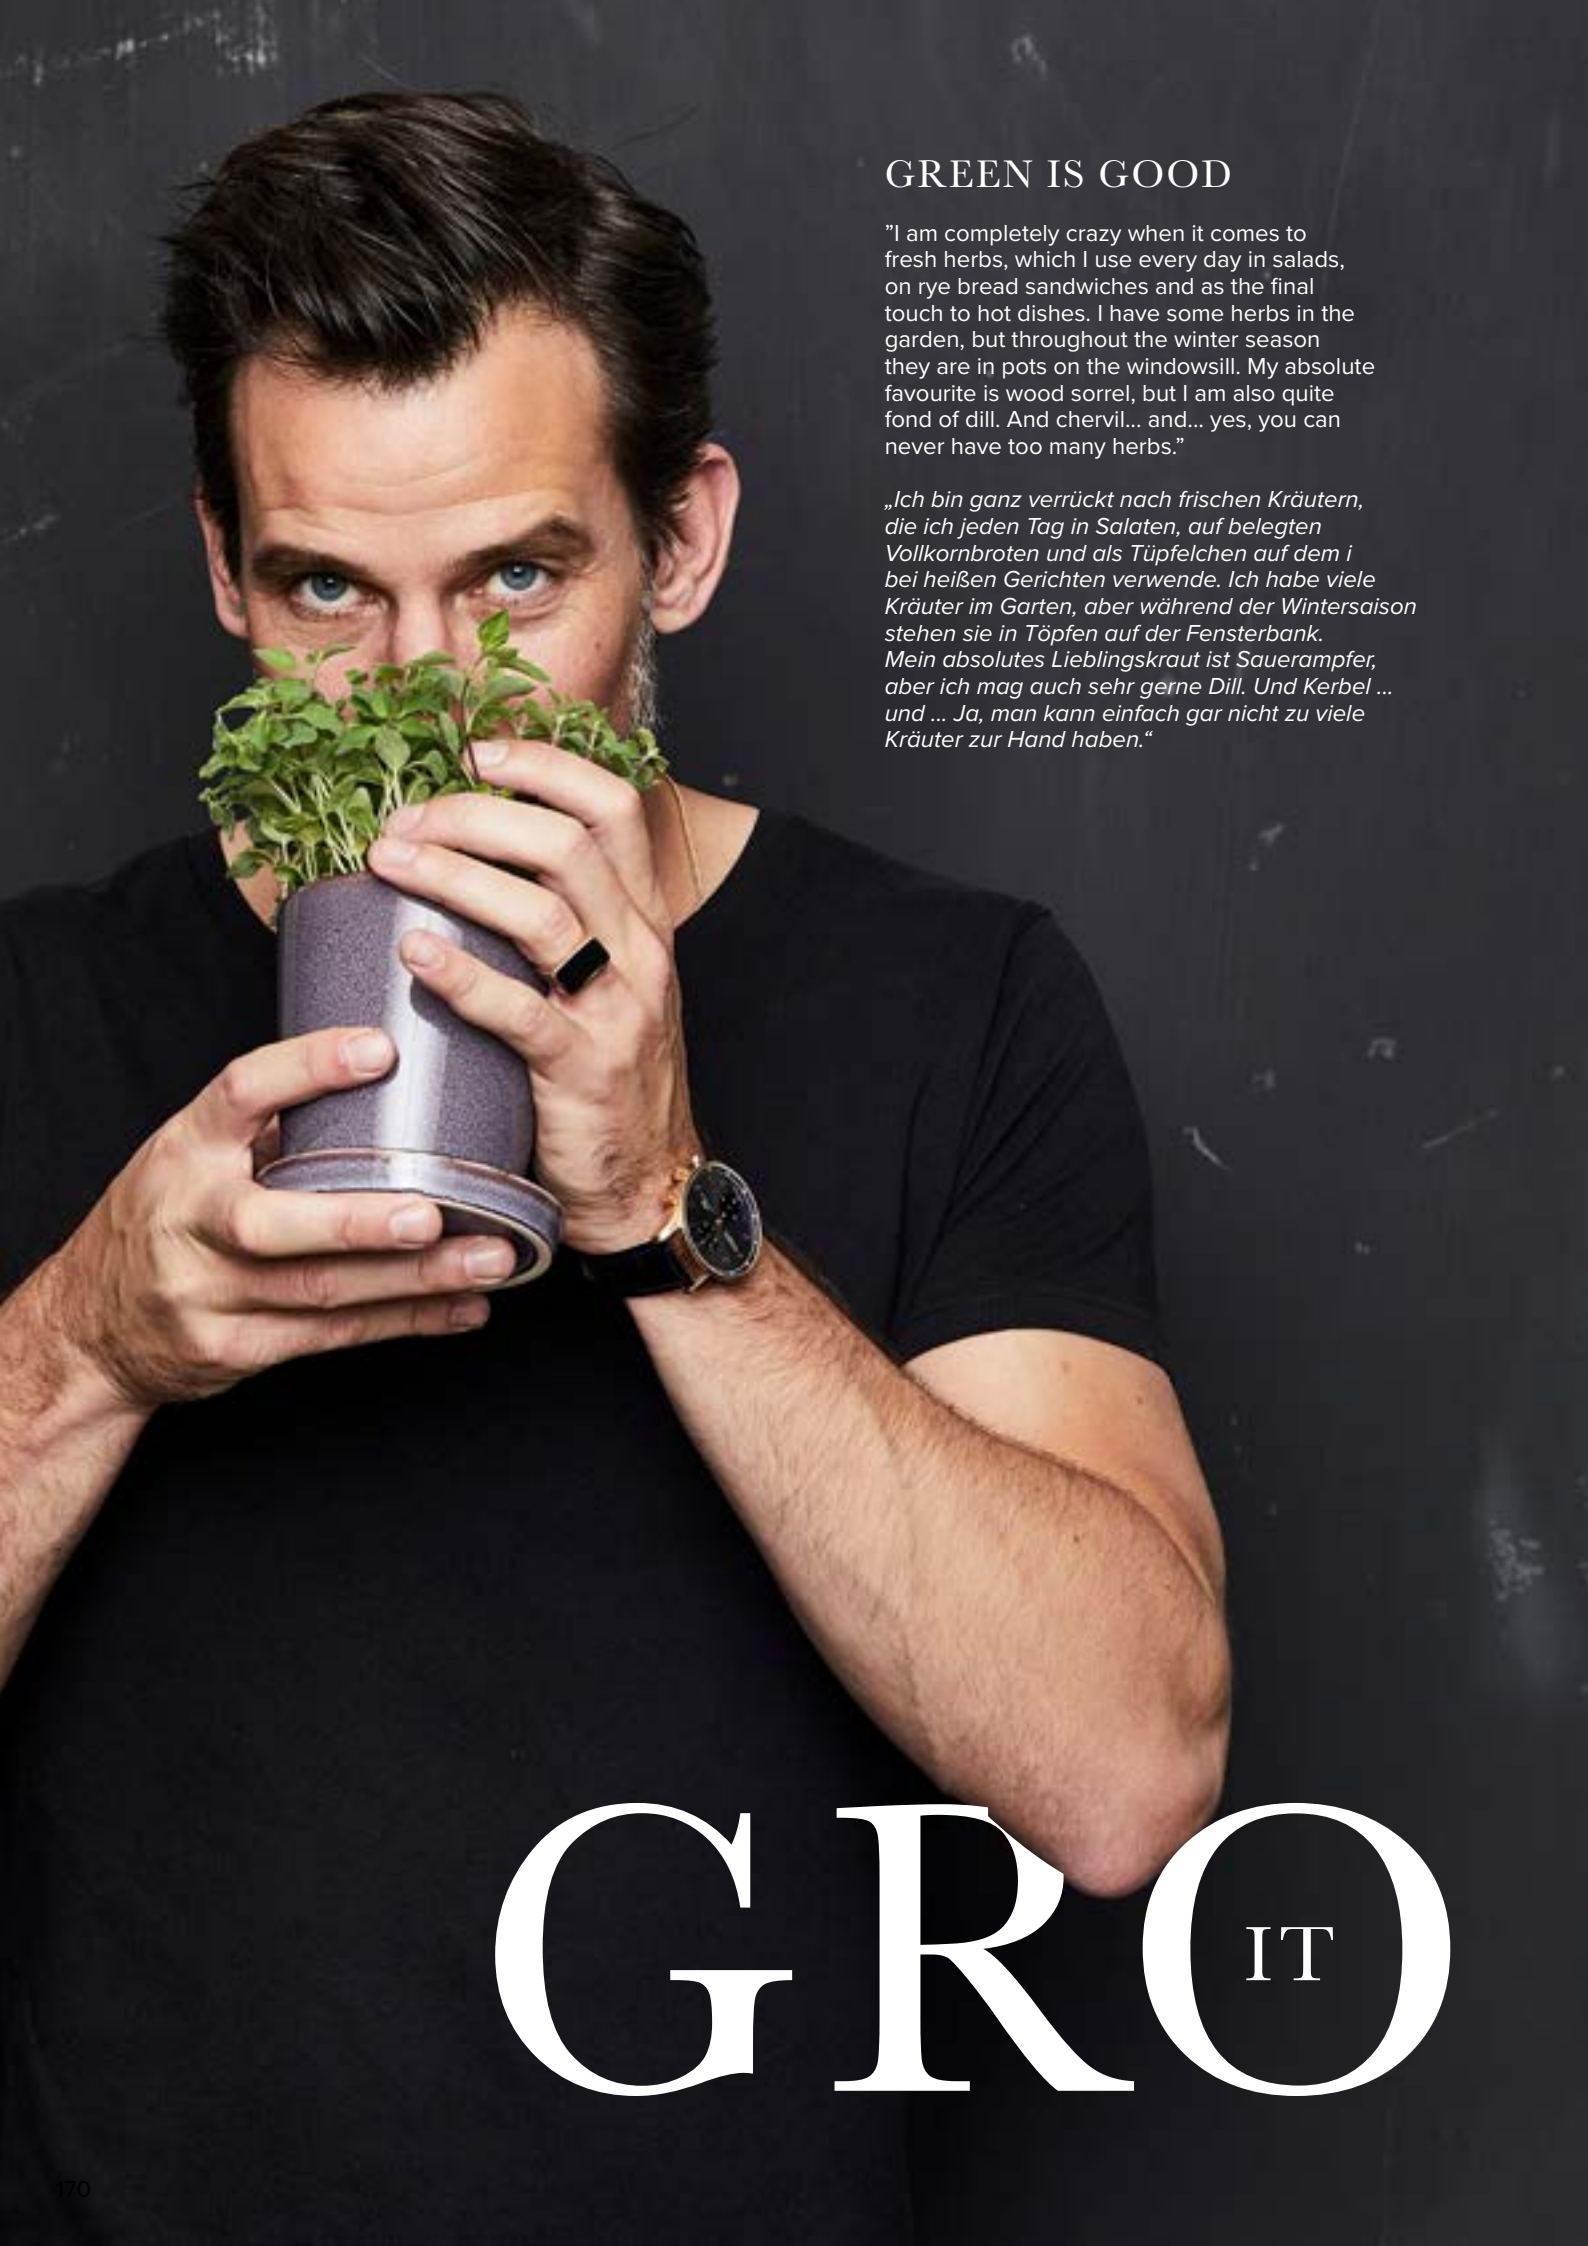 GREEN IS GOOD
”I am completely crazy when it comes to
fresh herbs, which I use every day in salads,
on rye bread sandwiches and as the final
touch to hot dishes. I have some herbs in the
garden, but throughout the winter season
they are in pots on the windowsill. My absolute
favourite is wood sorrel, but I am also quite
fond of dill. And chervil... and... yes, you can
never have too many herbs.”
„Ich bin ganz verrückt nach frischen Kräutern,
die ich jeden Tag in Salaten, auf belegten
Vollkornbroten und als Tüpfelchen auf dem i
bei heißen Gerichten verwende. Ich habe viele
Kräuter im Garten, aber während der Wintersaison
stehen sie in Töpfen auf der Fensterbank.
Mein absolutes Lieblingskraut ist Sauerampfer,
aber ich mag auch sehr gerne Dill. Und Kerbel ...
und ... Ja, man kann einfach gar nicht zu viele
Kräuter zur Hand haben.“
GRO
IT
170